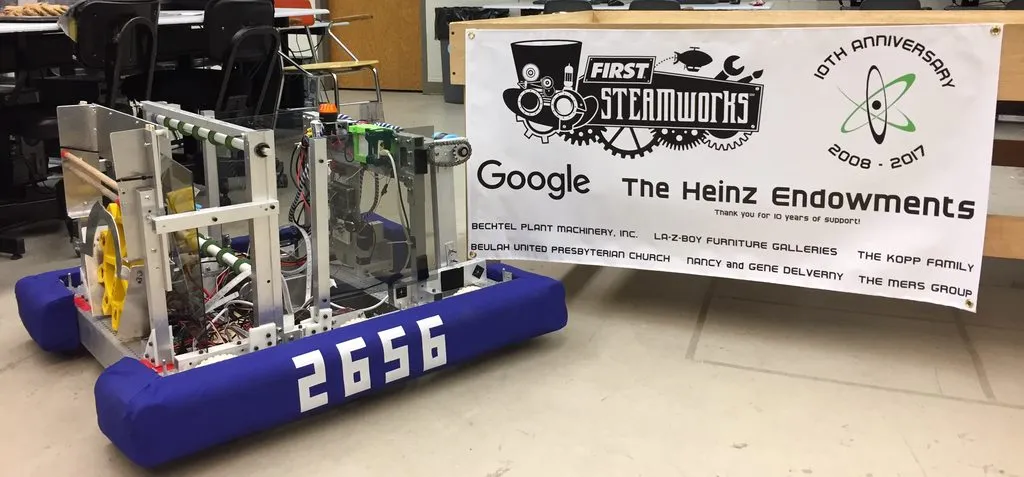 FIRST
STEAMWORKS
10TH ANNIVERSARY
2008 - 2017
Google
The Heinz Endowments
Thank you for 10 years of support!
BECHTEL PLANT MACHINERY, INC. LA-Z-BOY FURNITURE GALLERIES THE KOPP FAMILY
BEULAH UNITED PRESBYTERIAN CHURCH NANCY and GENE DELVERNY THE MERS GROUP
2656